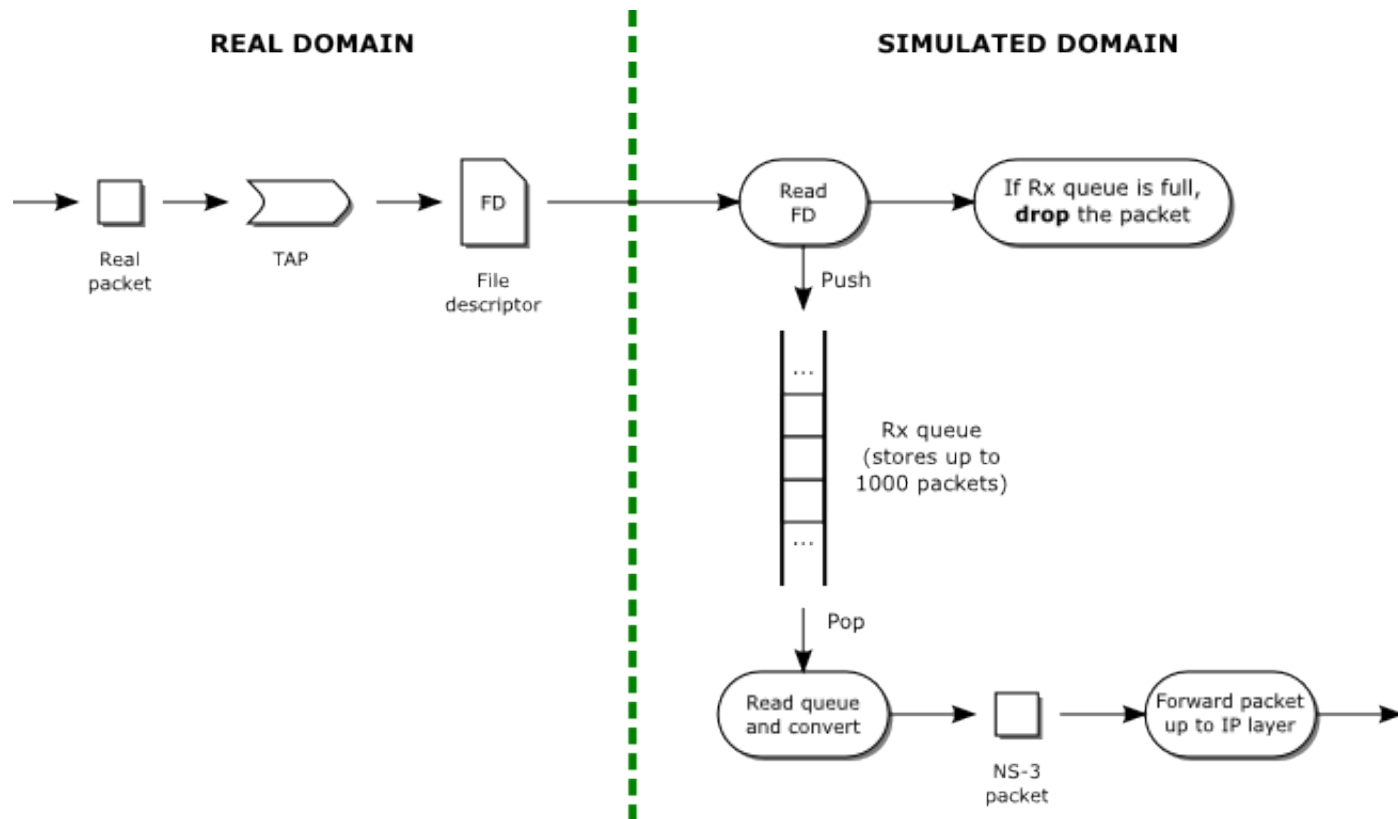 REAL DOMAIN
SIMULATED DOMAIN
Real
packet
TAP
FD
File
descriptor
Read
FD
If Rx queue is full,
drop the packet
Push
...
Rx queue
(stores up to
1000 packets)
...
Pop
Read queue
and convert
NS-3
packet
Forward packet
up to IP layer